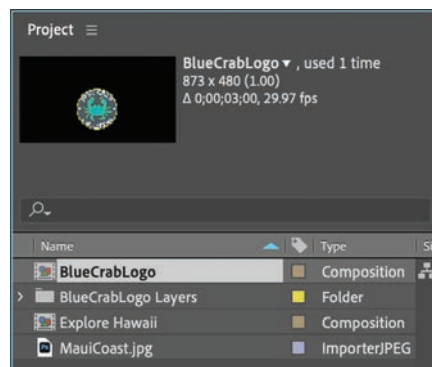 Project
BlueCrabLogo , used 1 time
873 x 480 (1.00)
Δ 0;00;03;00, 29.97 fps
Name Type Si
BlueCrabLogo Composition
BlueCrabLogo Layers Folder
Explore Hawaii Composition
MauiCoast.jpg ImporterJPEG